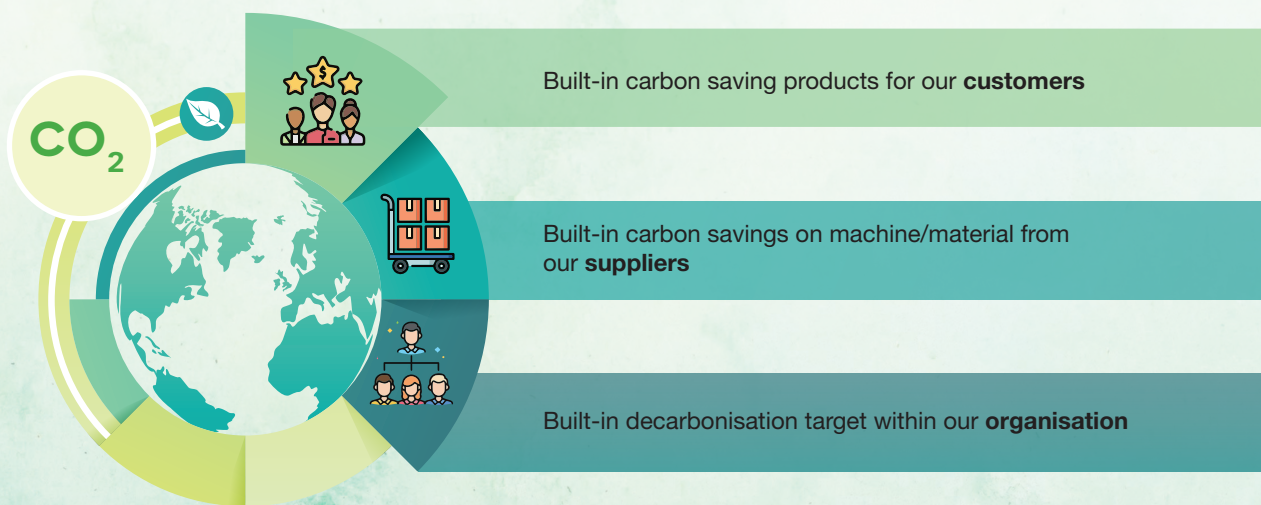 CO₂
Built-in carbon saving products for our customers
Built-in carbon savings on machine/material from
our suppliers
Built-in decarbonisation target within our organisation